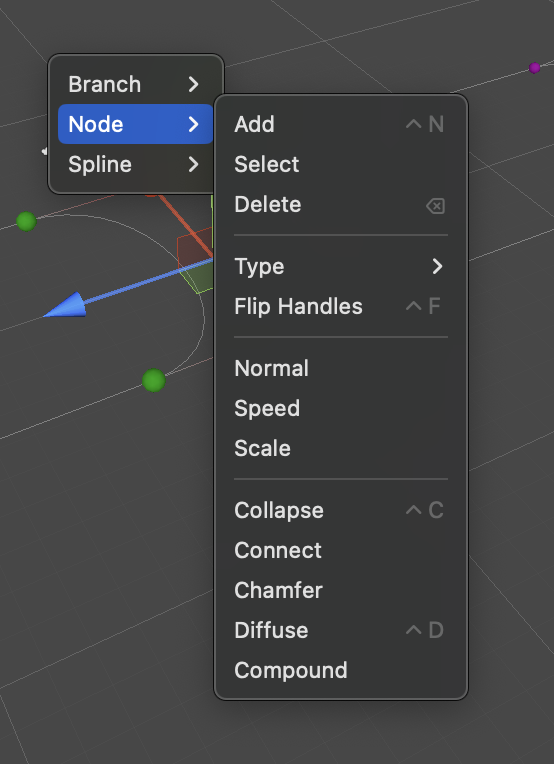 Branch
Node
Spline
Add ^ N
Select
Delete
Type
Flip Handles ^ F
Normal
Speed
Scale
Collapse ^ C
Connect
Chamfer
Diffuse ^ D
Compound